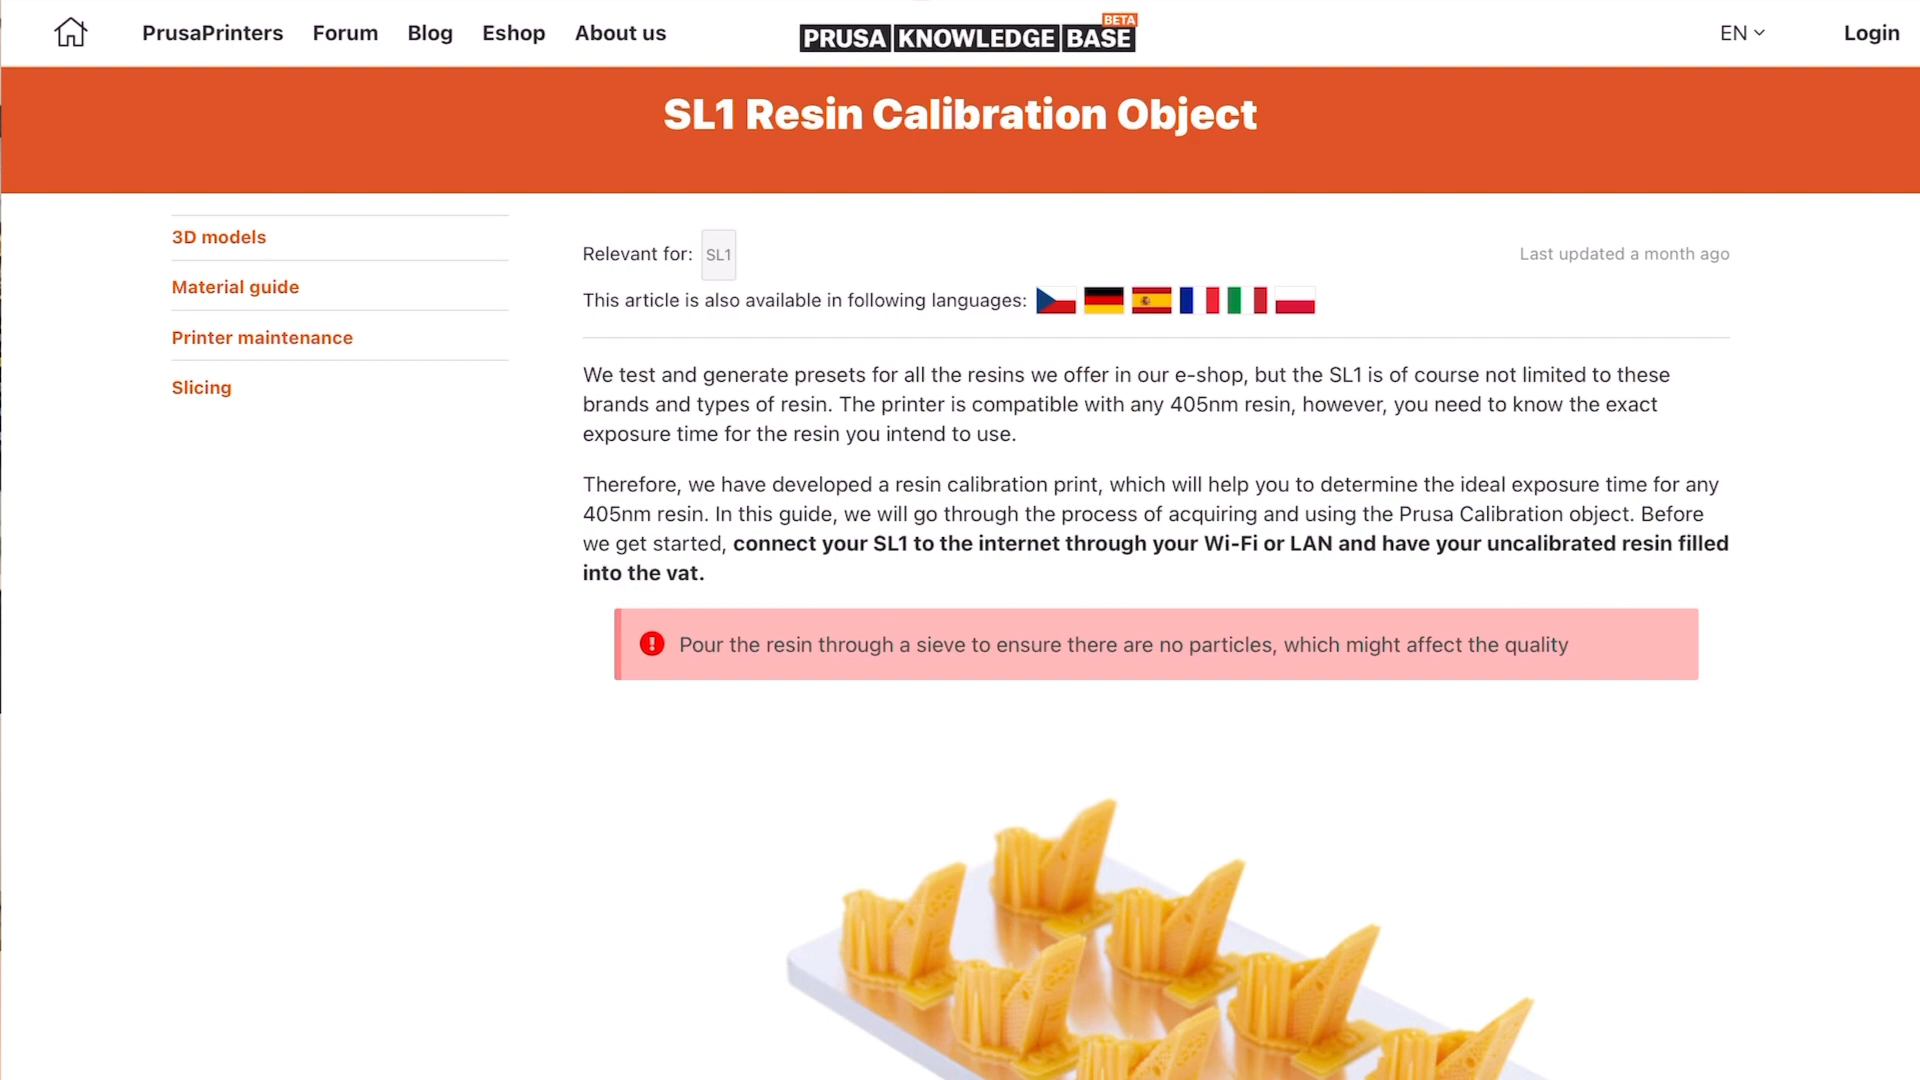 PrusaPrinters Forum Blog Eshop About us PRUSA KNOWLEDGE BASE BETA EN Login
SL1 Resin Calibration Object
3D models
Material guide
Printer maintenance
Slicing
Relevant for: SL1 Last updated a month ago
This article is also available in following languages:
We test and generate presets for all the resins we offer in our e-shop, but the SL1 is of course not limited to these
brands and types of resin. The printer is compatible with any 405nm resin, however, you need to know the exact
exposure time for the resin you intend to use.
Therefore, we have developed a resin calibration print, which will help you to determine the ideal exposure time for any
405nm resin. In this guide, we will go through the process of acquiring and using the Prusa Calibration object. Before
we get started, connect your SL1 to the internet through your Wi-Fi or LAN and have your uncalibrated resin filled
into the vat.
Pour the resin through a sieve to ensure there are no particles, which might affect the quality